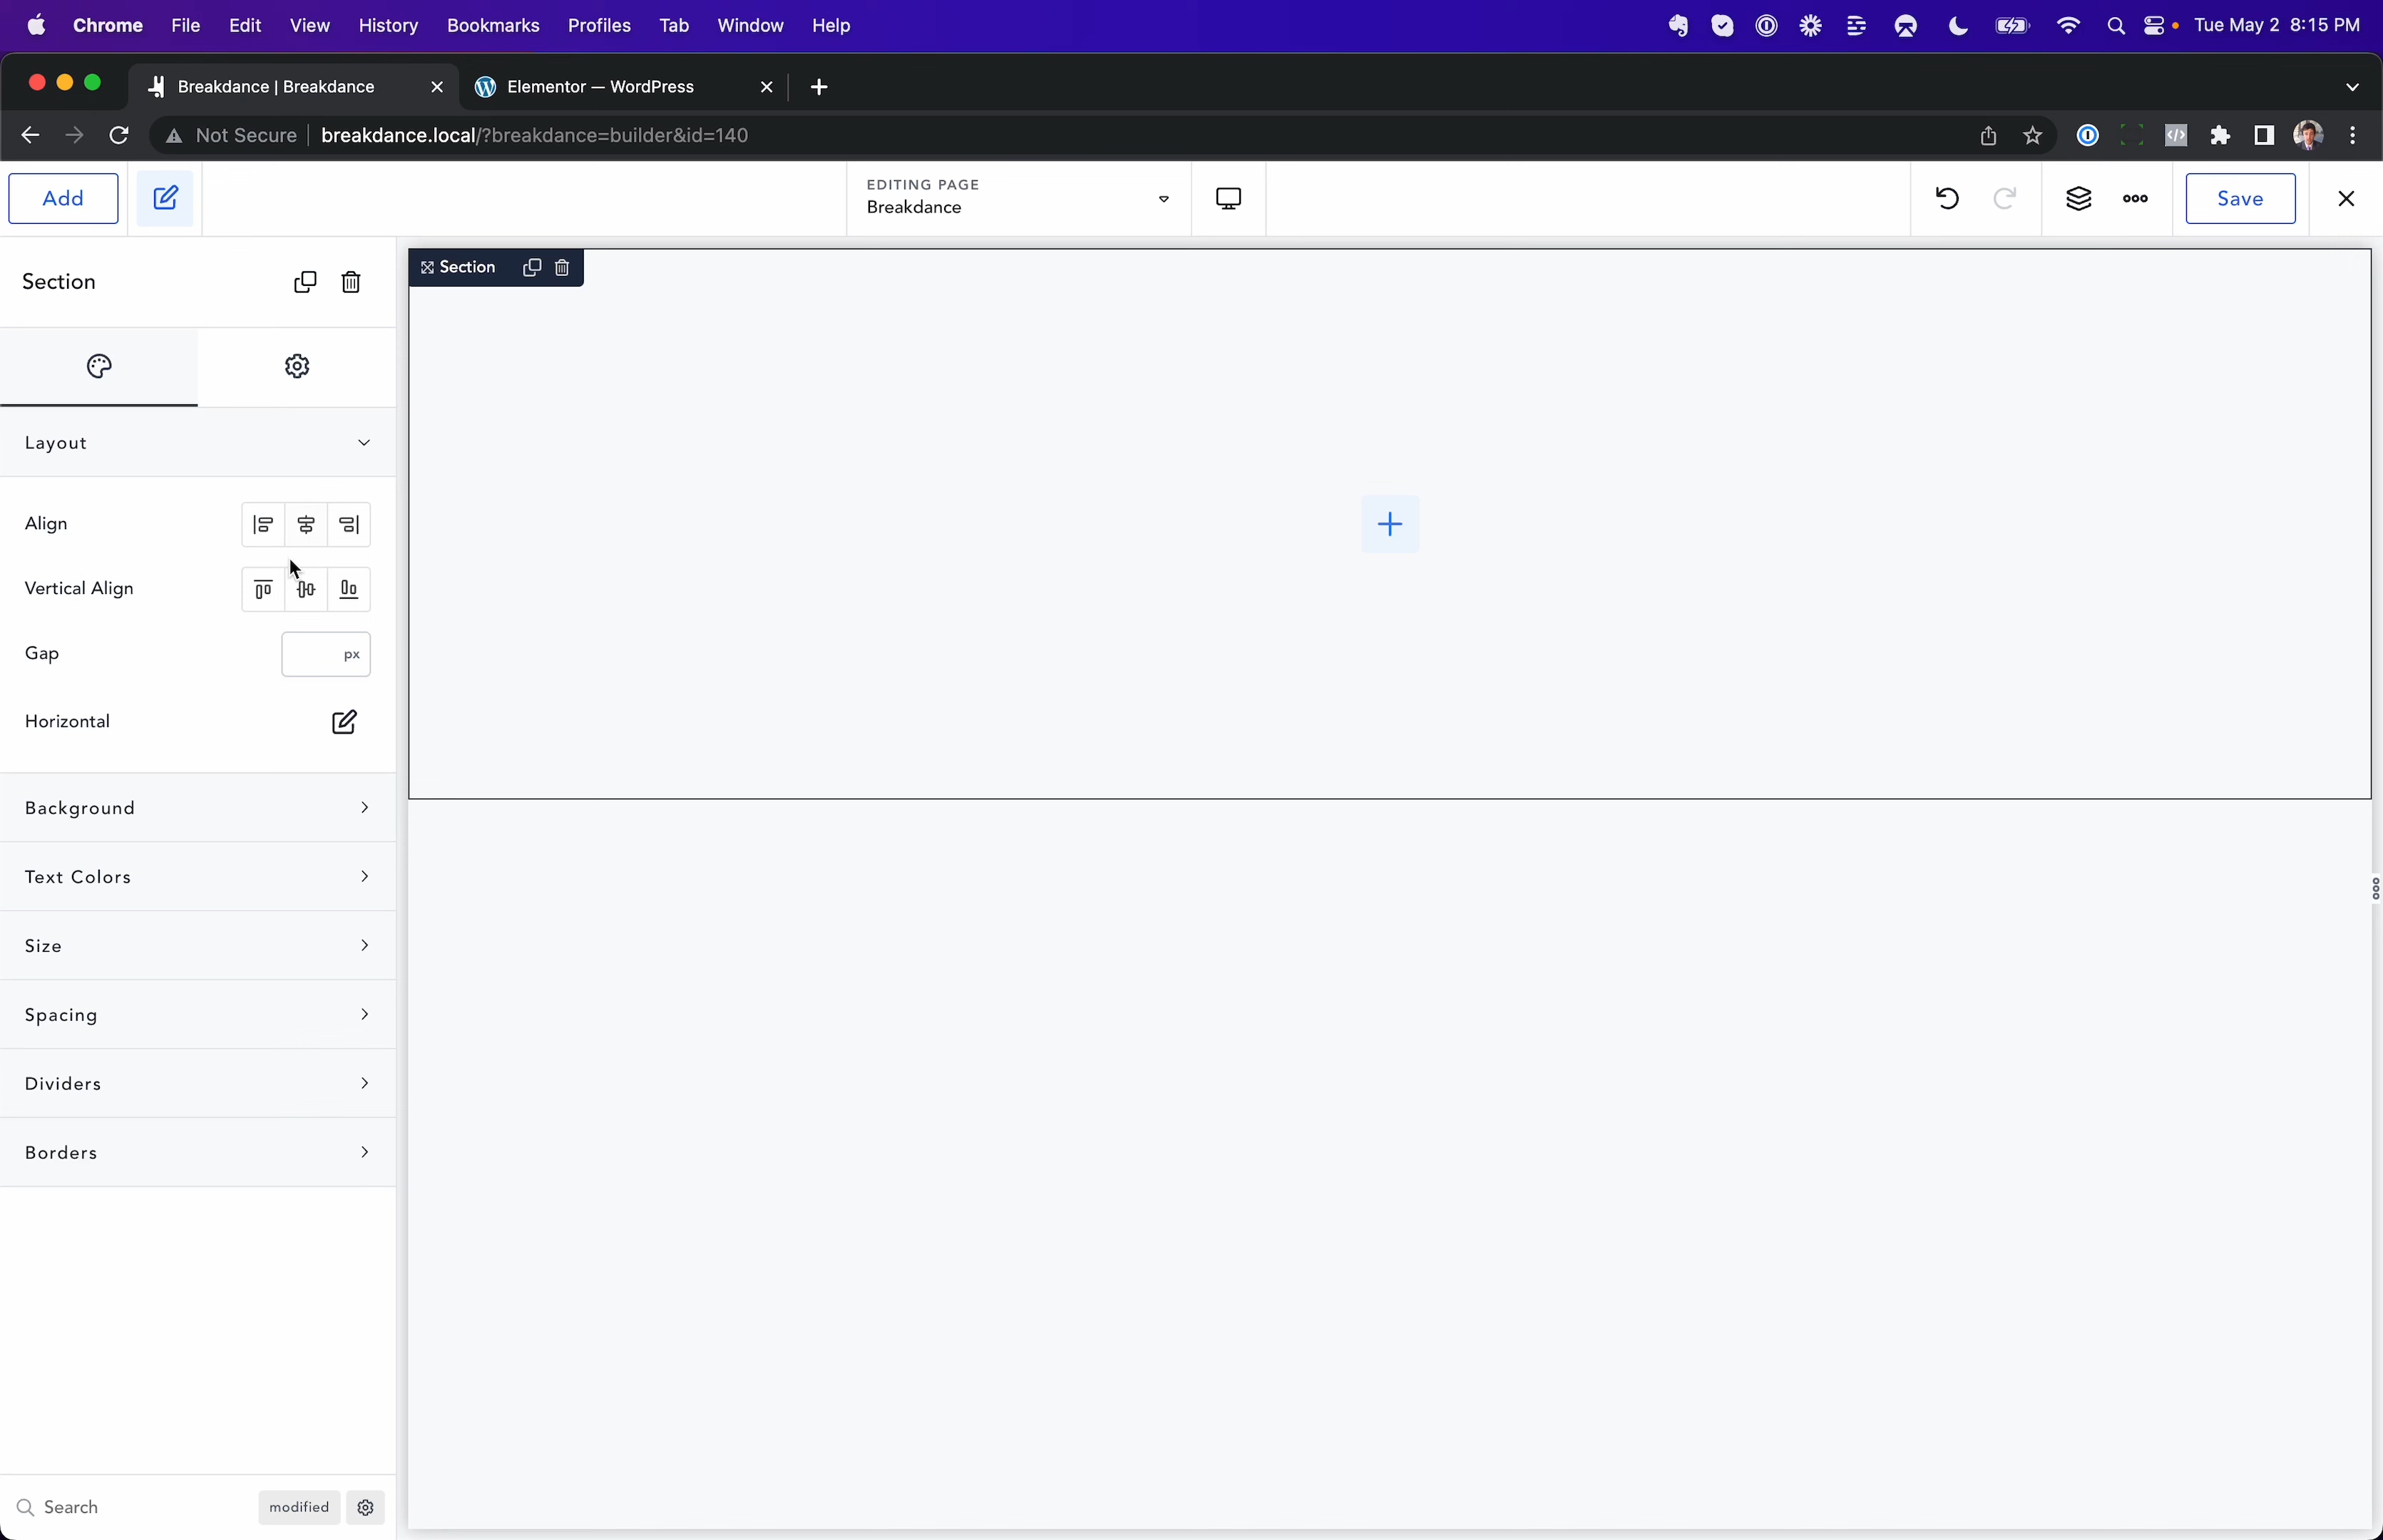 Chrome File Edit View History Bookmarks Profiles Tab Window Help Tue May 2 8:15 PM
Breakdance | Breakdance Elementor — WordPress
Not Secure breakdance.local/?breakdance=builder&id=140
Add EDITING PAGE Save
Breakdance
Section
Section
Layout
Align
Vertical Align
Gap px
Horizontal
Background
Text Colors
Size
Spacing
Dividers
Borders
Search modified